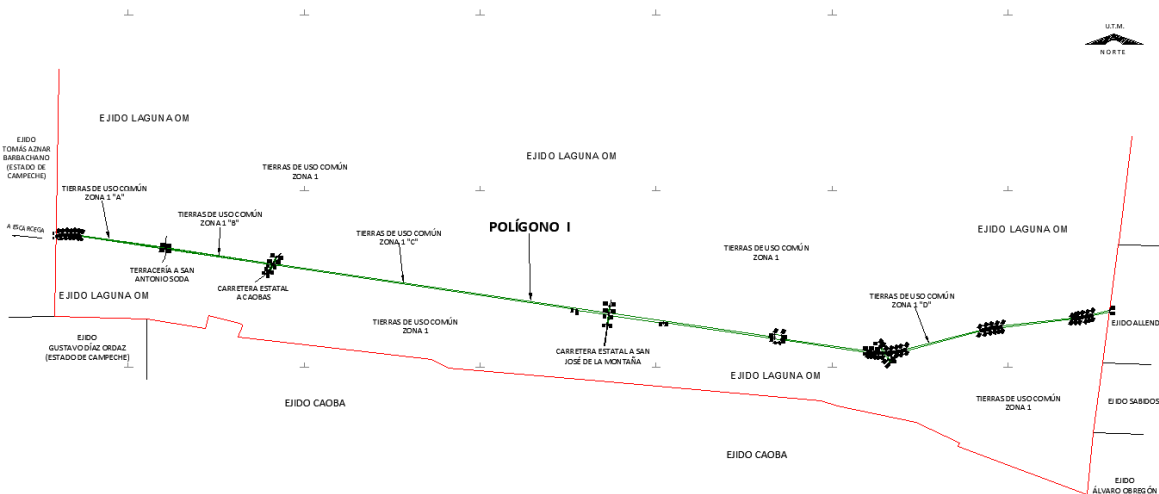 U.T.M.
NORTE
EJIDO LAGUNA OM
EJIDO
TOMÁS AZNAR
BARBACHANO
(ESTADO DE
CAMPECHE)
EJIDO LAGUNA OM
TIERRAS DE USO COMÚN
ZONA 1
TIERRAS DE USO COMÚN
ZONA 1 "A"
TIERRAS DE USO COMÚN
ZONA 1 "B"
A ESCARCEGA
TIERRAS DE USO COMÚN
ZONA 1 "C"
POLÍGONO I
EJIDO LAGUNA OM
TIERRAS DE USO COMÚN
ZONA 1
TERRACERÍA A SAN
ANTONIO SODA
CARRETERA ESTATAL
A CAOBAS
EJIDO LAGUNA OM
TIERRAS DE USO COMÚN
ZONA 1 "D"
TIERRAS DE USO COMÚN
ZONA 1
EJIDO ALLEND
EJIDO
GUSTAVO DÍAZ ORDAZ
(ESTADO DE CAMPECHE)
CARRETERA ESTATAL A SAN
JOSÉ DE LA MONTAÑA
EJIDO LAGUNA OM
EJIDO CAOBA
TIERRAS DE USO COMÚN
ZONA 1
EJIDO SABIDOS
EJIDO CAOBA
EJIDO
ÁLVARO OBREGÓN